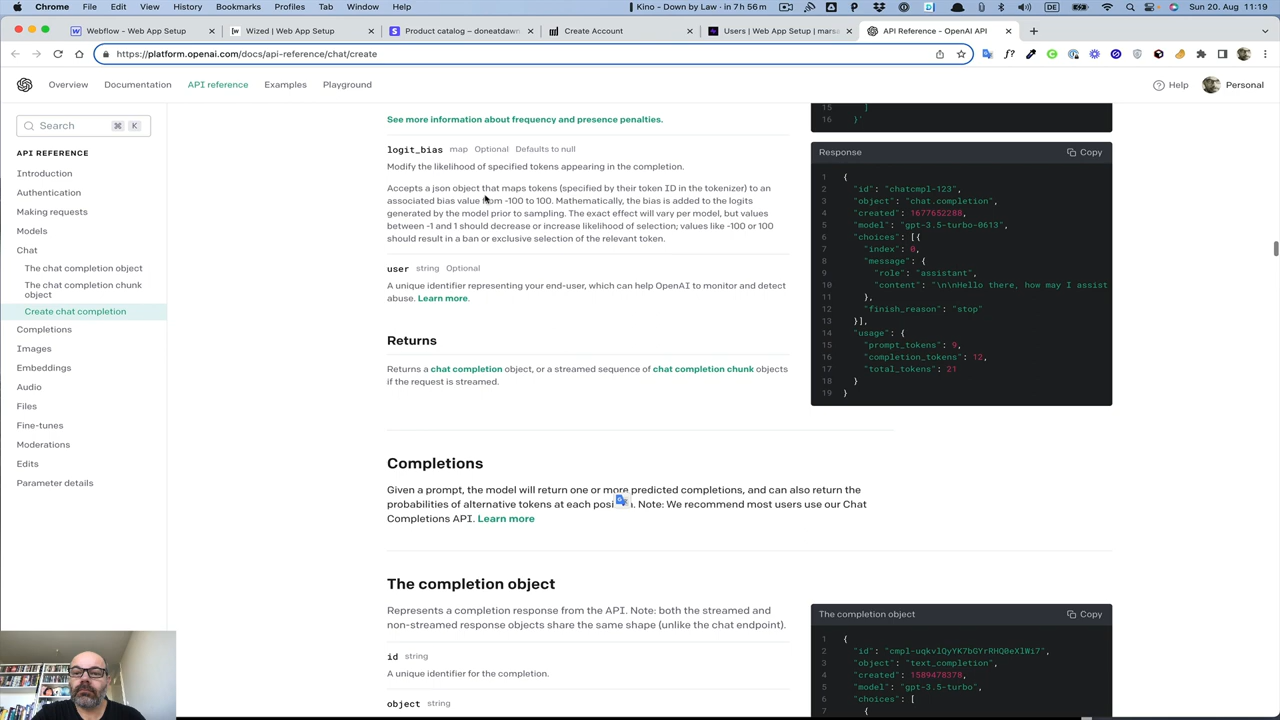 Chrome File Edit View History Bookmarks Profiles Tab Window Help
Kino - Down by Law • in 7 h 56 m
DE
Sun 20. Aug 11:19
Webflow - Web App Setup
Wized | Web App Setup
Product catalog – doneatdawn
Create Account
Users | Web App Setup | marsa
API Reference - OpenAI API
https://platform.openai.com/docs/api-reference/chat/create
Overview Documentation API reference Examples Playground
Help Personal
Search ⌘ K
API REFERENCE
Introduction
Authentication
Making requests
Models
Chat
The chat completion object
The chat completion chunk
object
Create chat completion
Completions
Images
Embeddings
Audio
Files
Fine-tunes
Moderations
Edits
Parameter details
See more information about frequency and presence penalties.
logit_bias map Optional Defaults to null
Modify the likelihood of specified tokens appearing in the completion.
Accepts a json object that maps tokens (specified by their token ID in the tokenizer) to an
associated bias value from -100 to 100. Mathematically, the bias is added to the logits
generated by the model prior to sampling. The exact effect will vary per model, but values
between -1 and 1 should decrease or increase likelihood of selection; values like -100 or 100
should result in a ban or exclusive selection of the relevant token.
user string Optional
A unique identifier representing your end-user, which can help OpenAI to monitor and detect
abuse. Learn more.
Returns
Returns a chat completion object, or a streamed sequence of chat completion chunk objects
if the request is streamed.
15 ]
16 }'
Response Copy
1 {
2 "id": "chatcmpl-123",
3 "object": "chat.completion",
4 "created": 1677652288,
5 "model": "gpt-3.5-turbo-0613",
6 "choices": [{
7 "index": 0,
8 "message": {
9 "role": "assistant",
10 "content": "\n\nHello there, how may I assist
11 },
12 "finish_reason": "stop"
13 }],
14 "usage": {
15 "prompt_tokens": 9,
16 "completion_tokens": 12,
17 "total_tokens": 21
18 }
19 }
Completions
Given a prompt, the model will return one or more predicted completions, and can also return the
probabilities of alternative tokens at each posi n. Note: We recommend most users use our Chat
Completions API. Learn more
The completion object
Represents a completion response from the API. Note: both the streamed and
non-streamed response objects share the same shape (unlike the chat endpoint).
id string
A unique identifier for the completion.
object string
The completion object Copy
1 {
2 "id": "cmpl-uqkvlQyYK7bGYrRHQ0eXlWi7",
3 "object": "text_completion",
4 "created": 1589478378,
5 "model": "gpt-3.5-turbo",
6 "choices": [
7 {